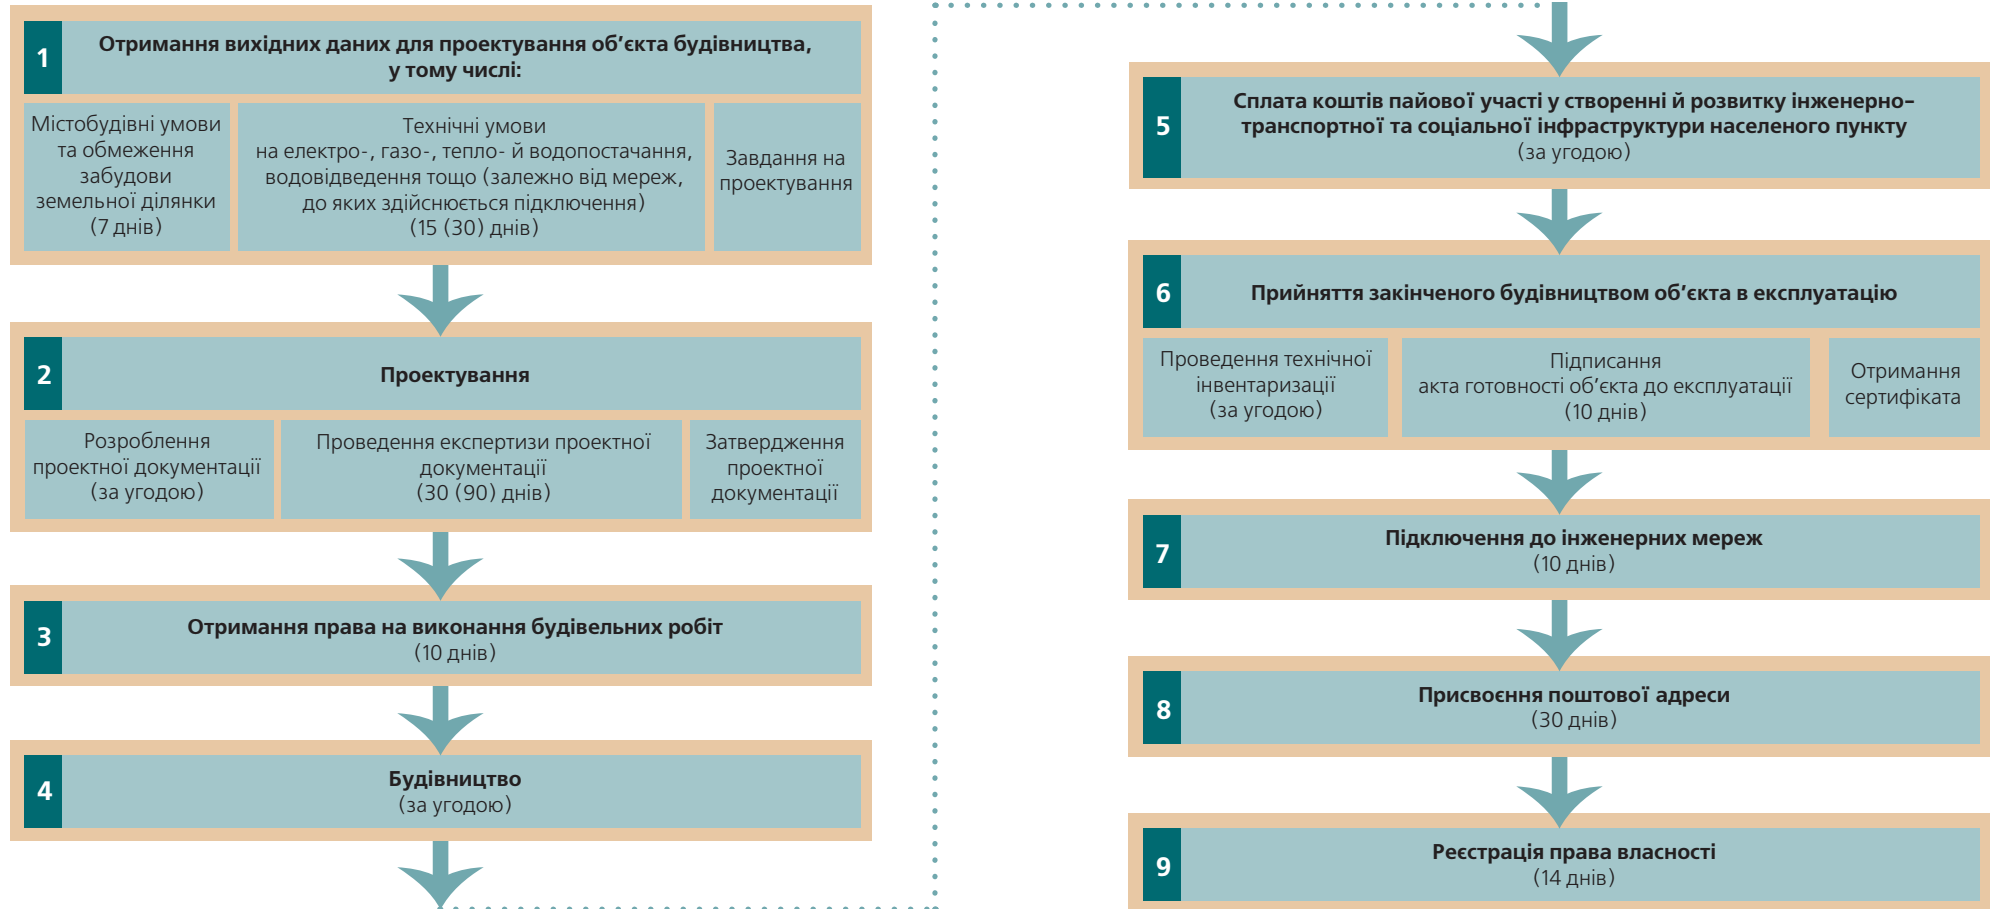 1
Отримання вихідних даних для проектування об’єкта будівництва,
у тому числі:
Містобудівні умови
та обмеження
забудови
земельної ділянки
(7 днів)
Технічні умови
на електро-, газо-, тепло- й водопостачання,
водовідведення тощо (залежно від мереж,
до яких здійснюється підключення)
(15 (30) днів)
Завдання на
проектування
2
Проектування
Розроблення
проектної документації
(за угодою)
Проведення експертизи проектної
документації
(30 (90) днів)
Затвердження
проектної
документації
3
Отримання права на виконання будівельних робіт
(10 днів)
4
Будівництво
(за угодою)
5
Сплата коштів пайової участі у створенні й розвитку інженерно-
транспортної та соціальної інфраструктури населеного пункту
(за угодою)
6
Прийняття закінченого будівництвом об’єкта в експлуатацію
Проведення технічної
інвентаризації
(за угодою)
Підписання
акта готовності об’єкта до експлуатації
(10 днів)
Отримання
сертифіката
7
Підключення до інженерних мереж
(10 днів)
8
Присвоєння поштової адреси
(30 днів)
9
Реєстрація права власності
(14 днів)